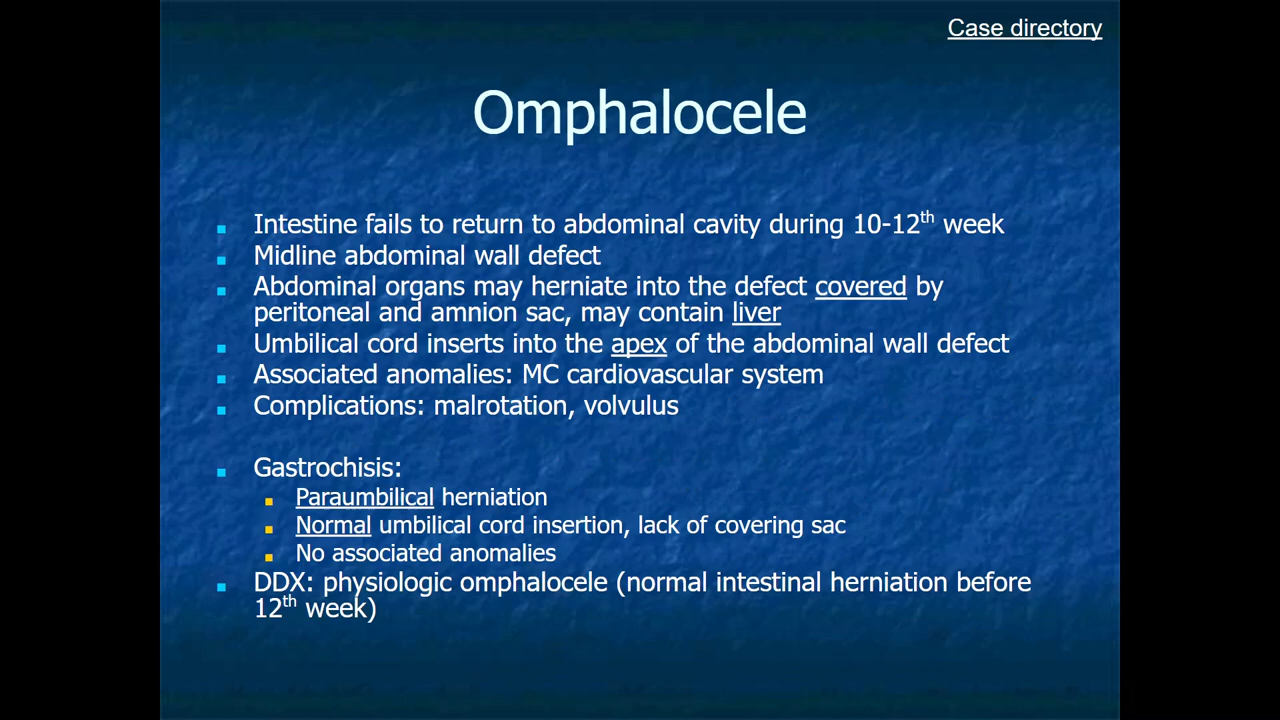 Case directory
Omphalocele
Intestine fails to return to abdominal cavity during 10-12th week
Midline abdominal wall defect
Abdominal organs may herniate into the defect covered by
peritoneal and amnion sac, may contain liver
Umbilical cord inserts into the apex of the abdominal wall defect
Associated anomalies: MC cardiovascular system
Complications: malrotation, volvulus
Gastrochisis:
Paraumbilical herniation
Normal umbilical cord insertion, lack of covering sac
No associated anomalies
DDX: physiologic omphalocele (normal intestinal herniation before
12th week)